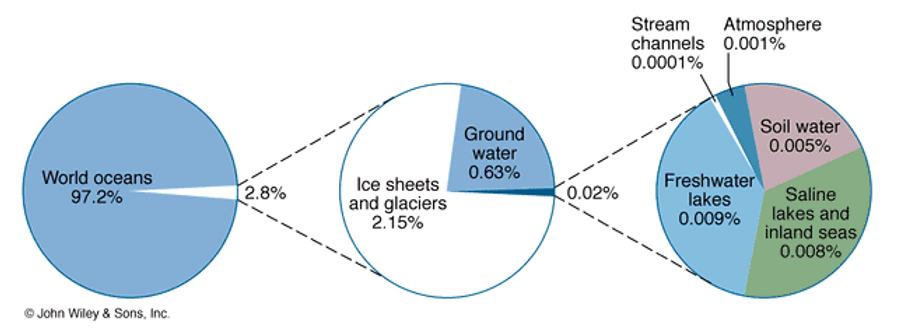 World oceans
97.2%
2.8%
Ice sheets
and glaciers
2.15%
Ground
water
0.63%
0.02%
Stream
channels
0.0001%
Atmosphere
0.001%
Soil water
0.005%
Freshwater
lakes
0.009%
Saline
lakes and
inland seas
0.008%
© John Wiley & Sons, Inc.